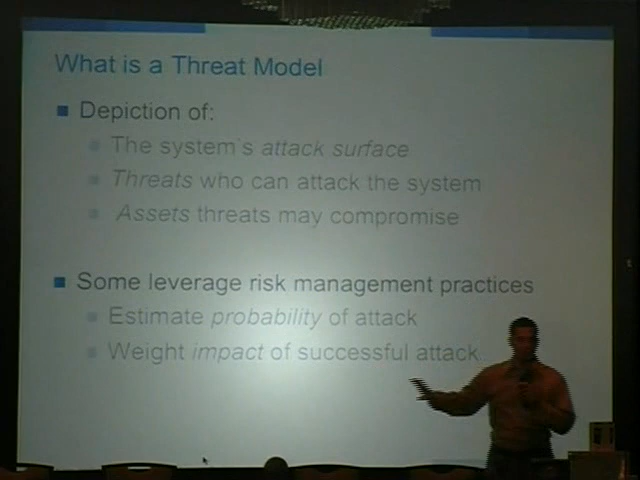 What is a Threat Model
Depiction of:
The system's attack surface
Threats who can attack the system
Assets threats may compromise
Some leverage risk management practices
Estimate probability of attack
Weight impact of successful attack